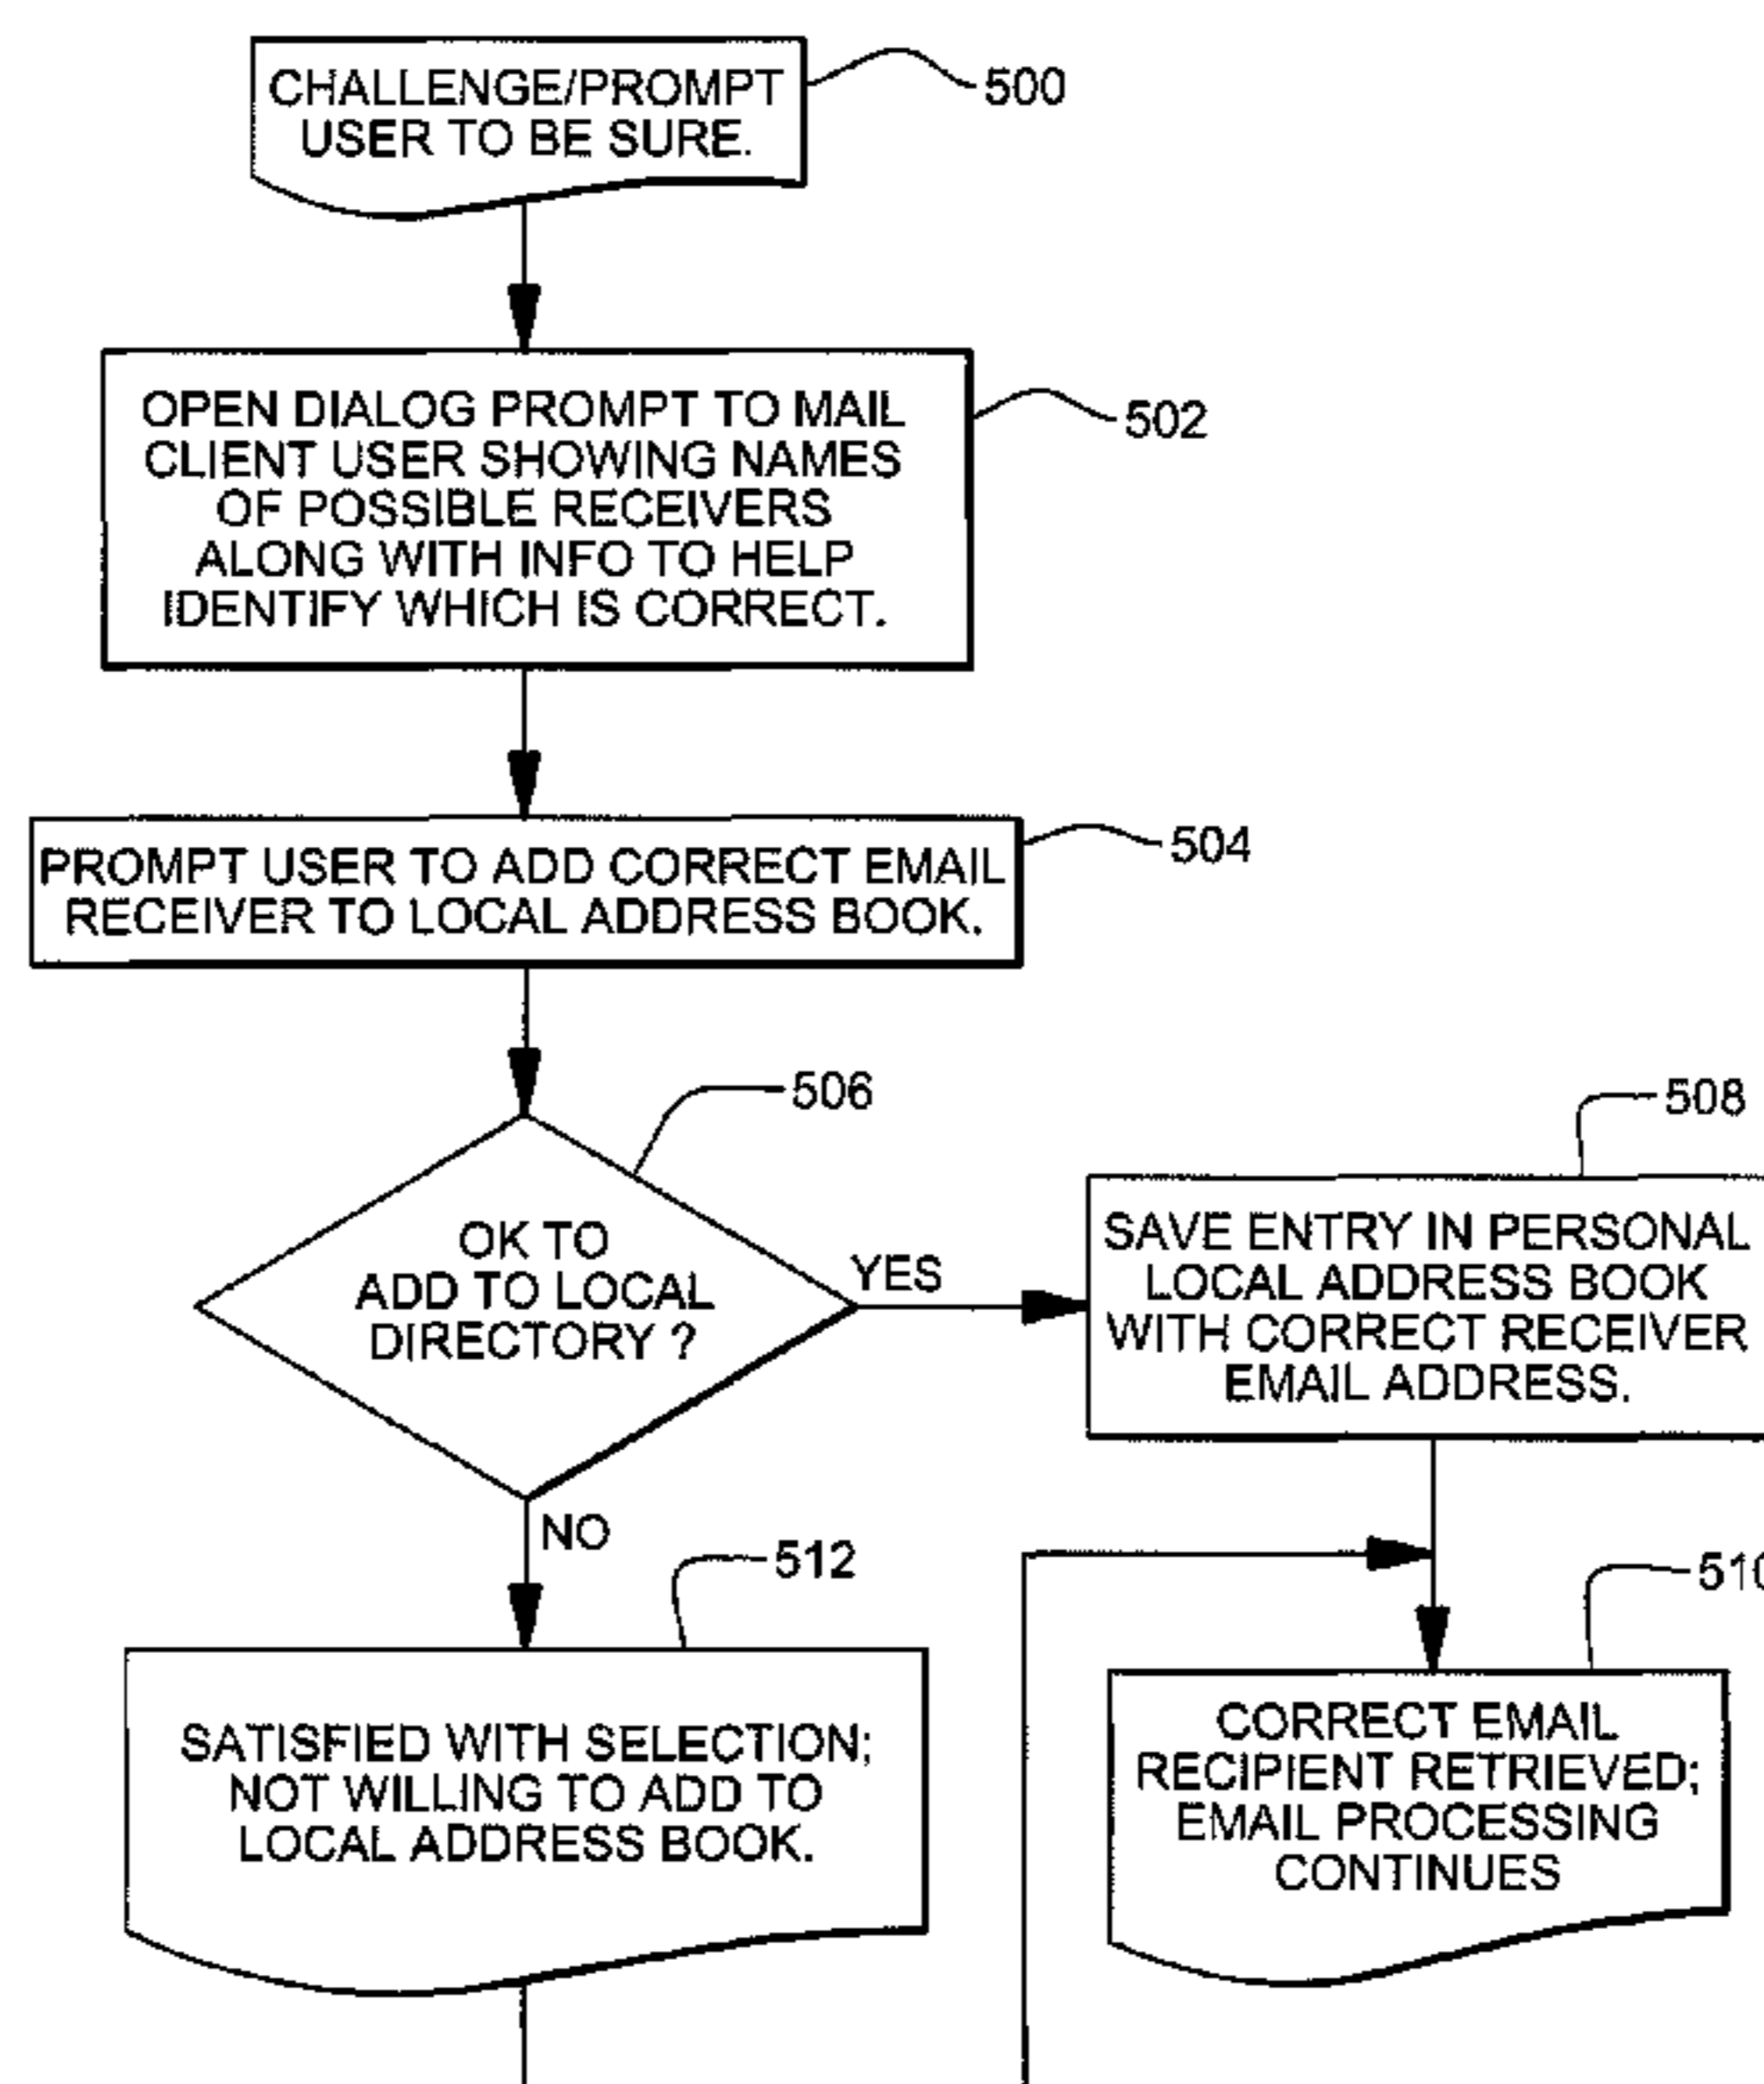 CHALLENGE/PROMPT
USER TO BE SURE.
500
OPEN DIALOG PROMPT TO MAIL
CLIENT USER SHOWING NAMES
OF POSSIBLE RECEIVERS
ALONG WITH INFO TO HELP
IDENTIFY WHICH IS CORRECT.
502
PROMPT USER TO ADD CORRECT EMAIL
RECEIVER TO LOCAL ADDRESS BOOK.
504
506
OK TO
ADD TO LOCAL
DIRECTORY ?
YES
NO
508
SAVE ENTRY IN PERSONAL
LOCAL ADDRESS BOOK
WITH CORRECT RECEIVER
EMAIL ADDRESS.
512
SATISFIED WITH SELECTION;
NOT WILLING TO ADD TO
LOCAL ADDRESS BOOK.
510
CORRECT EMAIL
RECIPIENT RETRIEVED;
EMAIL PROCESSING
CONTINUES